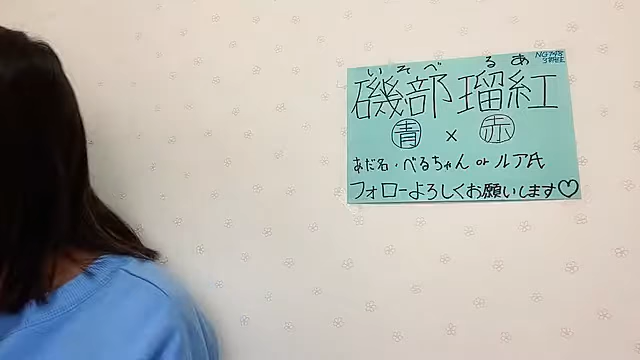 NGT48
3期生
いそべ るあ
磯部瑠紅
青×赤
あだ名・べるちゃん or ルア氏
フォローよろしくお願いします♡